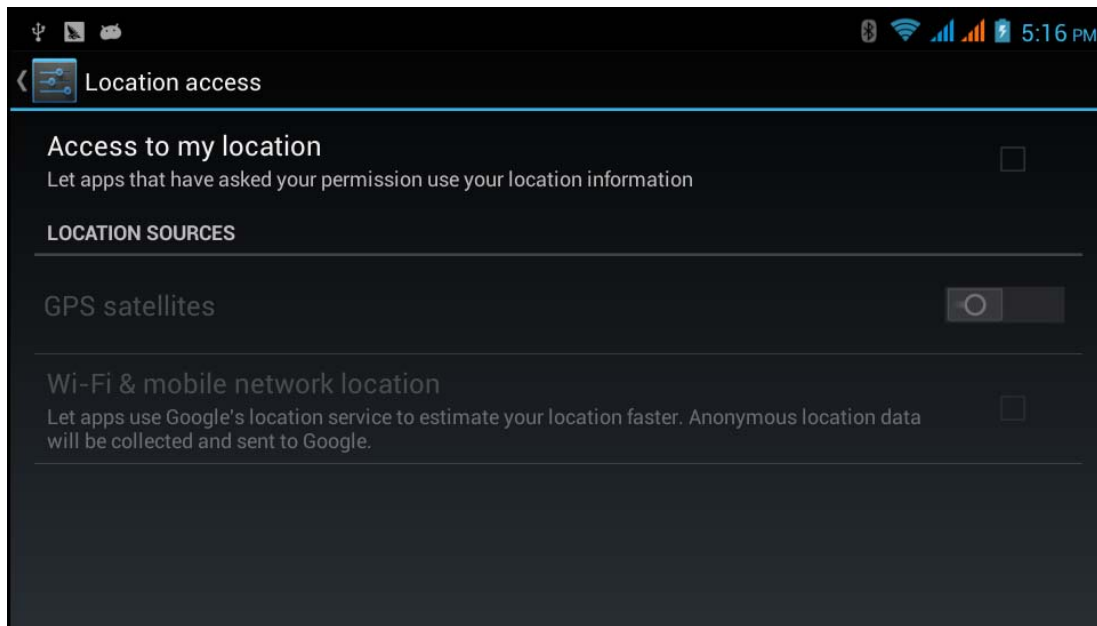 5:16 PM
Location access
Access to my location
Let apps that have asked your permission use your location information
LOCATION SOURCES
GPS satellites
Wi-Fi & mobile network location
Let apps use Google's location service to estimate your location faster. Anonymous location data
will be collected and sent to Google.